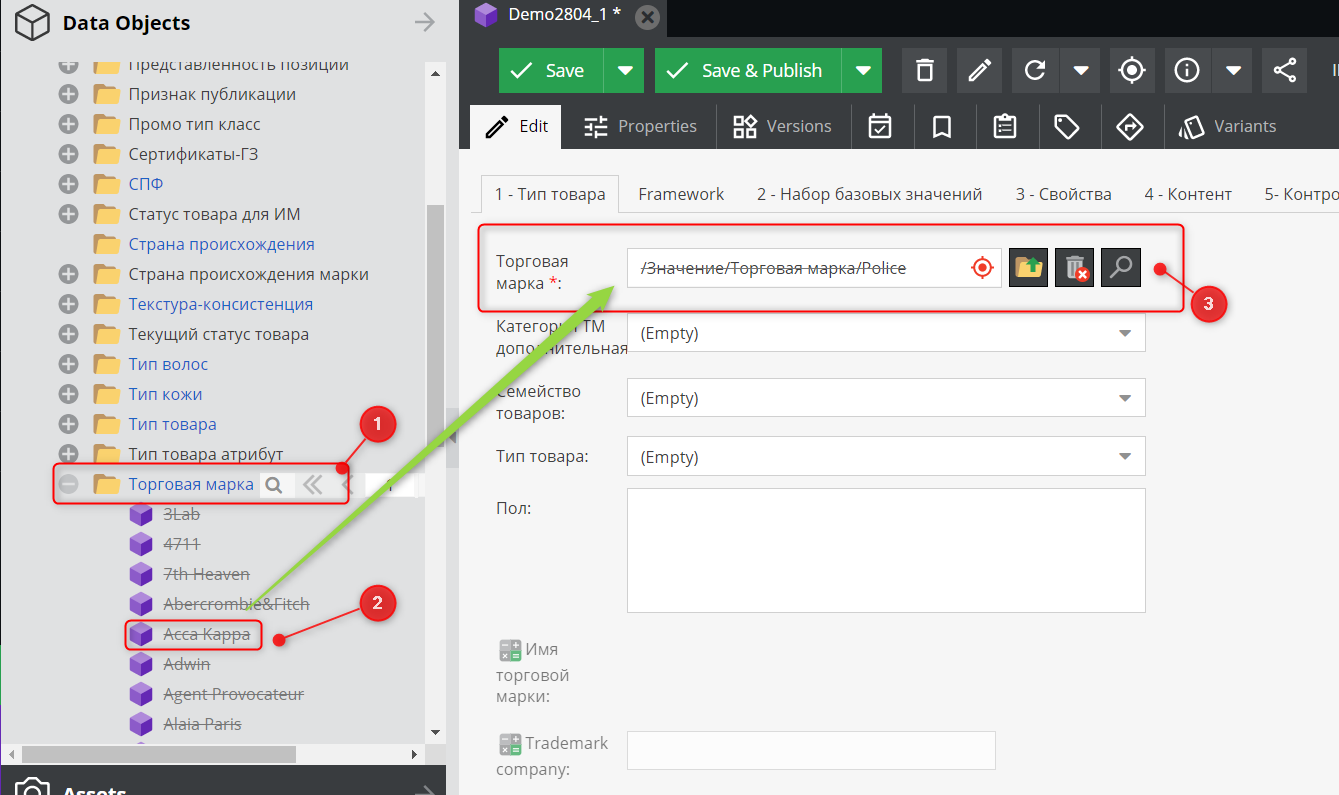 Data Objects
Представленность позиции
Признак публикации
Промо тип класс
Сертификаты-ГЗ
СПФ
Статус товара для ИМ
Страна происхождения
Страна происхождения марки
Текстура-консистенция
Текущий статус товара
Тип волос
Тип кожи
Тип товара
Тип товара атрибут
Торговая марка
1
3Lab
4711
7th Heaven
Abercrombie&Fitch
2
Acca Kappa
Adwin
Agent Provocateur
Alaia Paris
Assets
Demo2804_1 *
Save
Save & Publish
Edit
Properties
Versions
Variants
1 - Тип товара
Framework
2 - Набор базовых значений
3 - Свойства
4 - Контент
5- Контро
Торговая
марка *:
/Значение/Торговая марка/Police
3
Категория ТМ
дополнительная
(Empty)
Семейство
товаров:
(Empty)
Тип товара:
(Empty)
Пол:
Имя
торговой
марки:
Trademark
company: